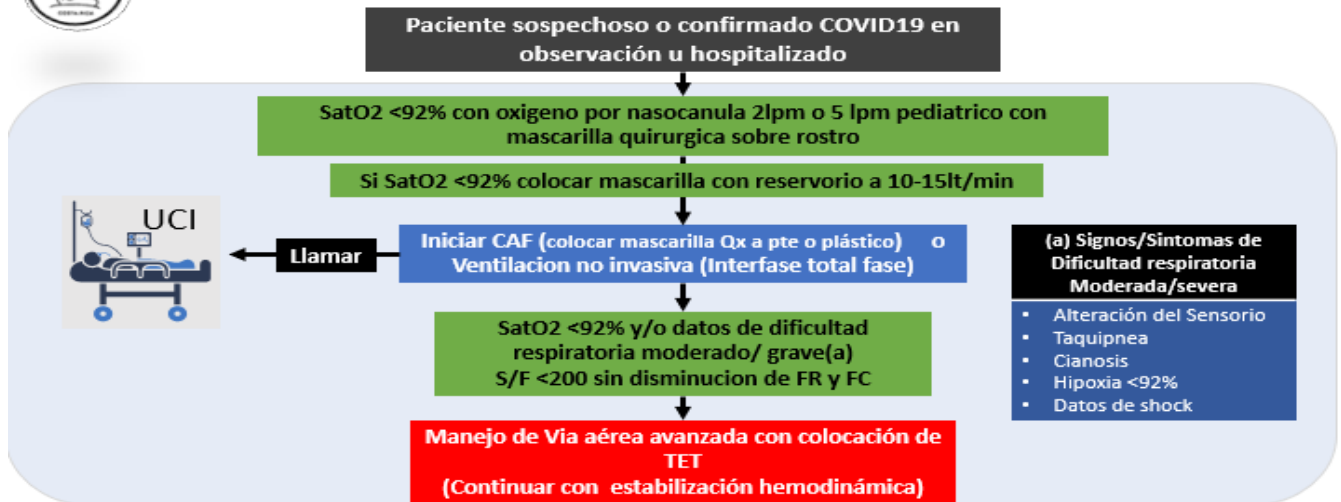 COSTA RICA
Paciente sospechoso o confirmado COVID19 en
observación u hospitalizado
SatO2 <92% con oxigeno por nasocanula 2lpm o 5 lpm pediatrico con
mascarilla quirurgica sobre rostro
Si SatO2 <92% colocar mascarilla con reservorio a 10-15lt/min
UCI
Llamar
Iniciar CAF (colocar mascarilla Qx a pte o plástico) o
Ventilacion no invasiva (Interfase total fase)
(a) Signos/Sintomas de
Dificultad respiratoria
Moderada/severa
• Alteración del Sensorio
• Taquipnea
• Cianosis
• Hipoxia <92%
• Datos de shock
SatO2 <92% y/o datos de dificultad
respiratoria moderado/ grave(a)
S/F <200 sin disminucion de FR y FC
Manejo de Via aérea avanzada con colocación de
TET
(Continuar con estabilización hemodinámica)